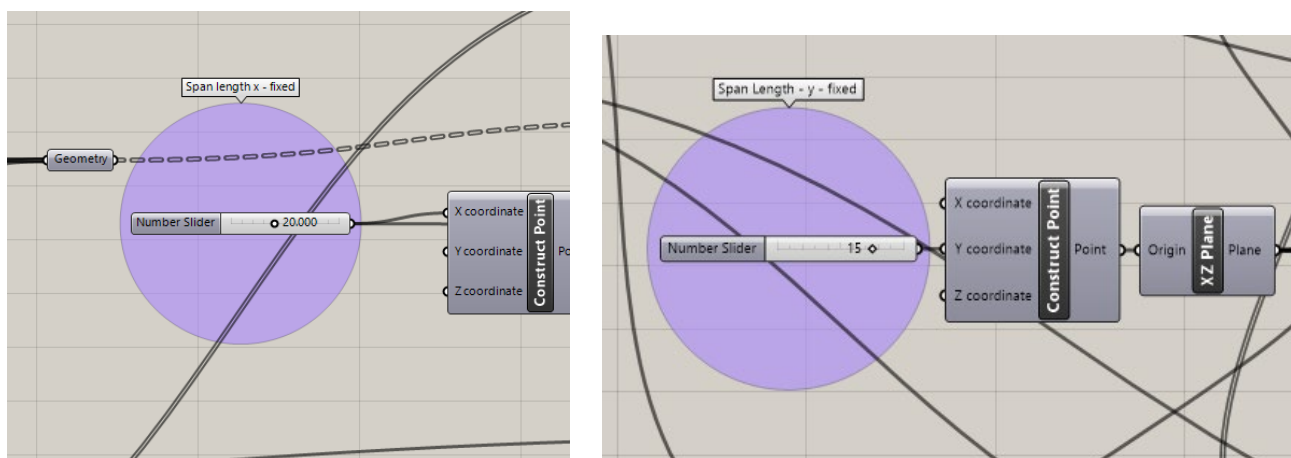 Span length x - fixed
Geometry
Number Slider 20.000
X coordinate
Y coordinate
Z coordinate
Construct Point
Po
Span Length - y - fixed
Number Slider 15
X coordinate
Y coordinate
Z coordinate
Construct Point
Point
Origin
XZ Plane
Plane